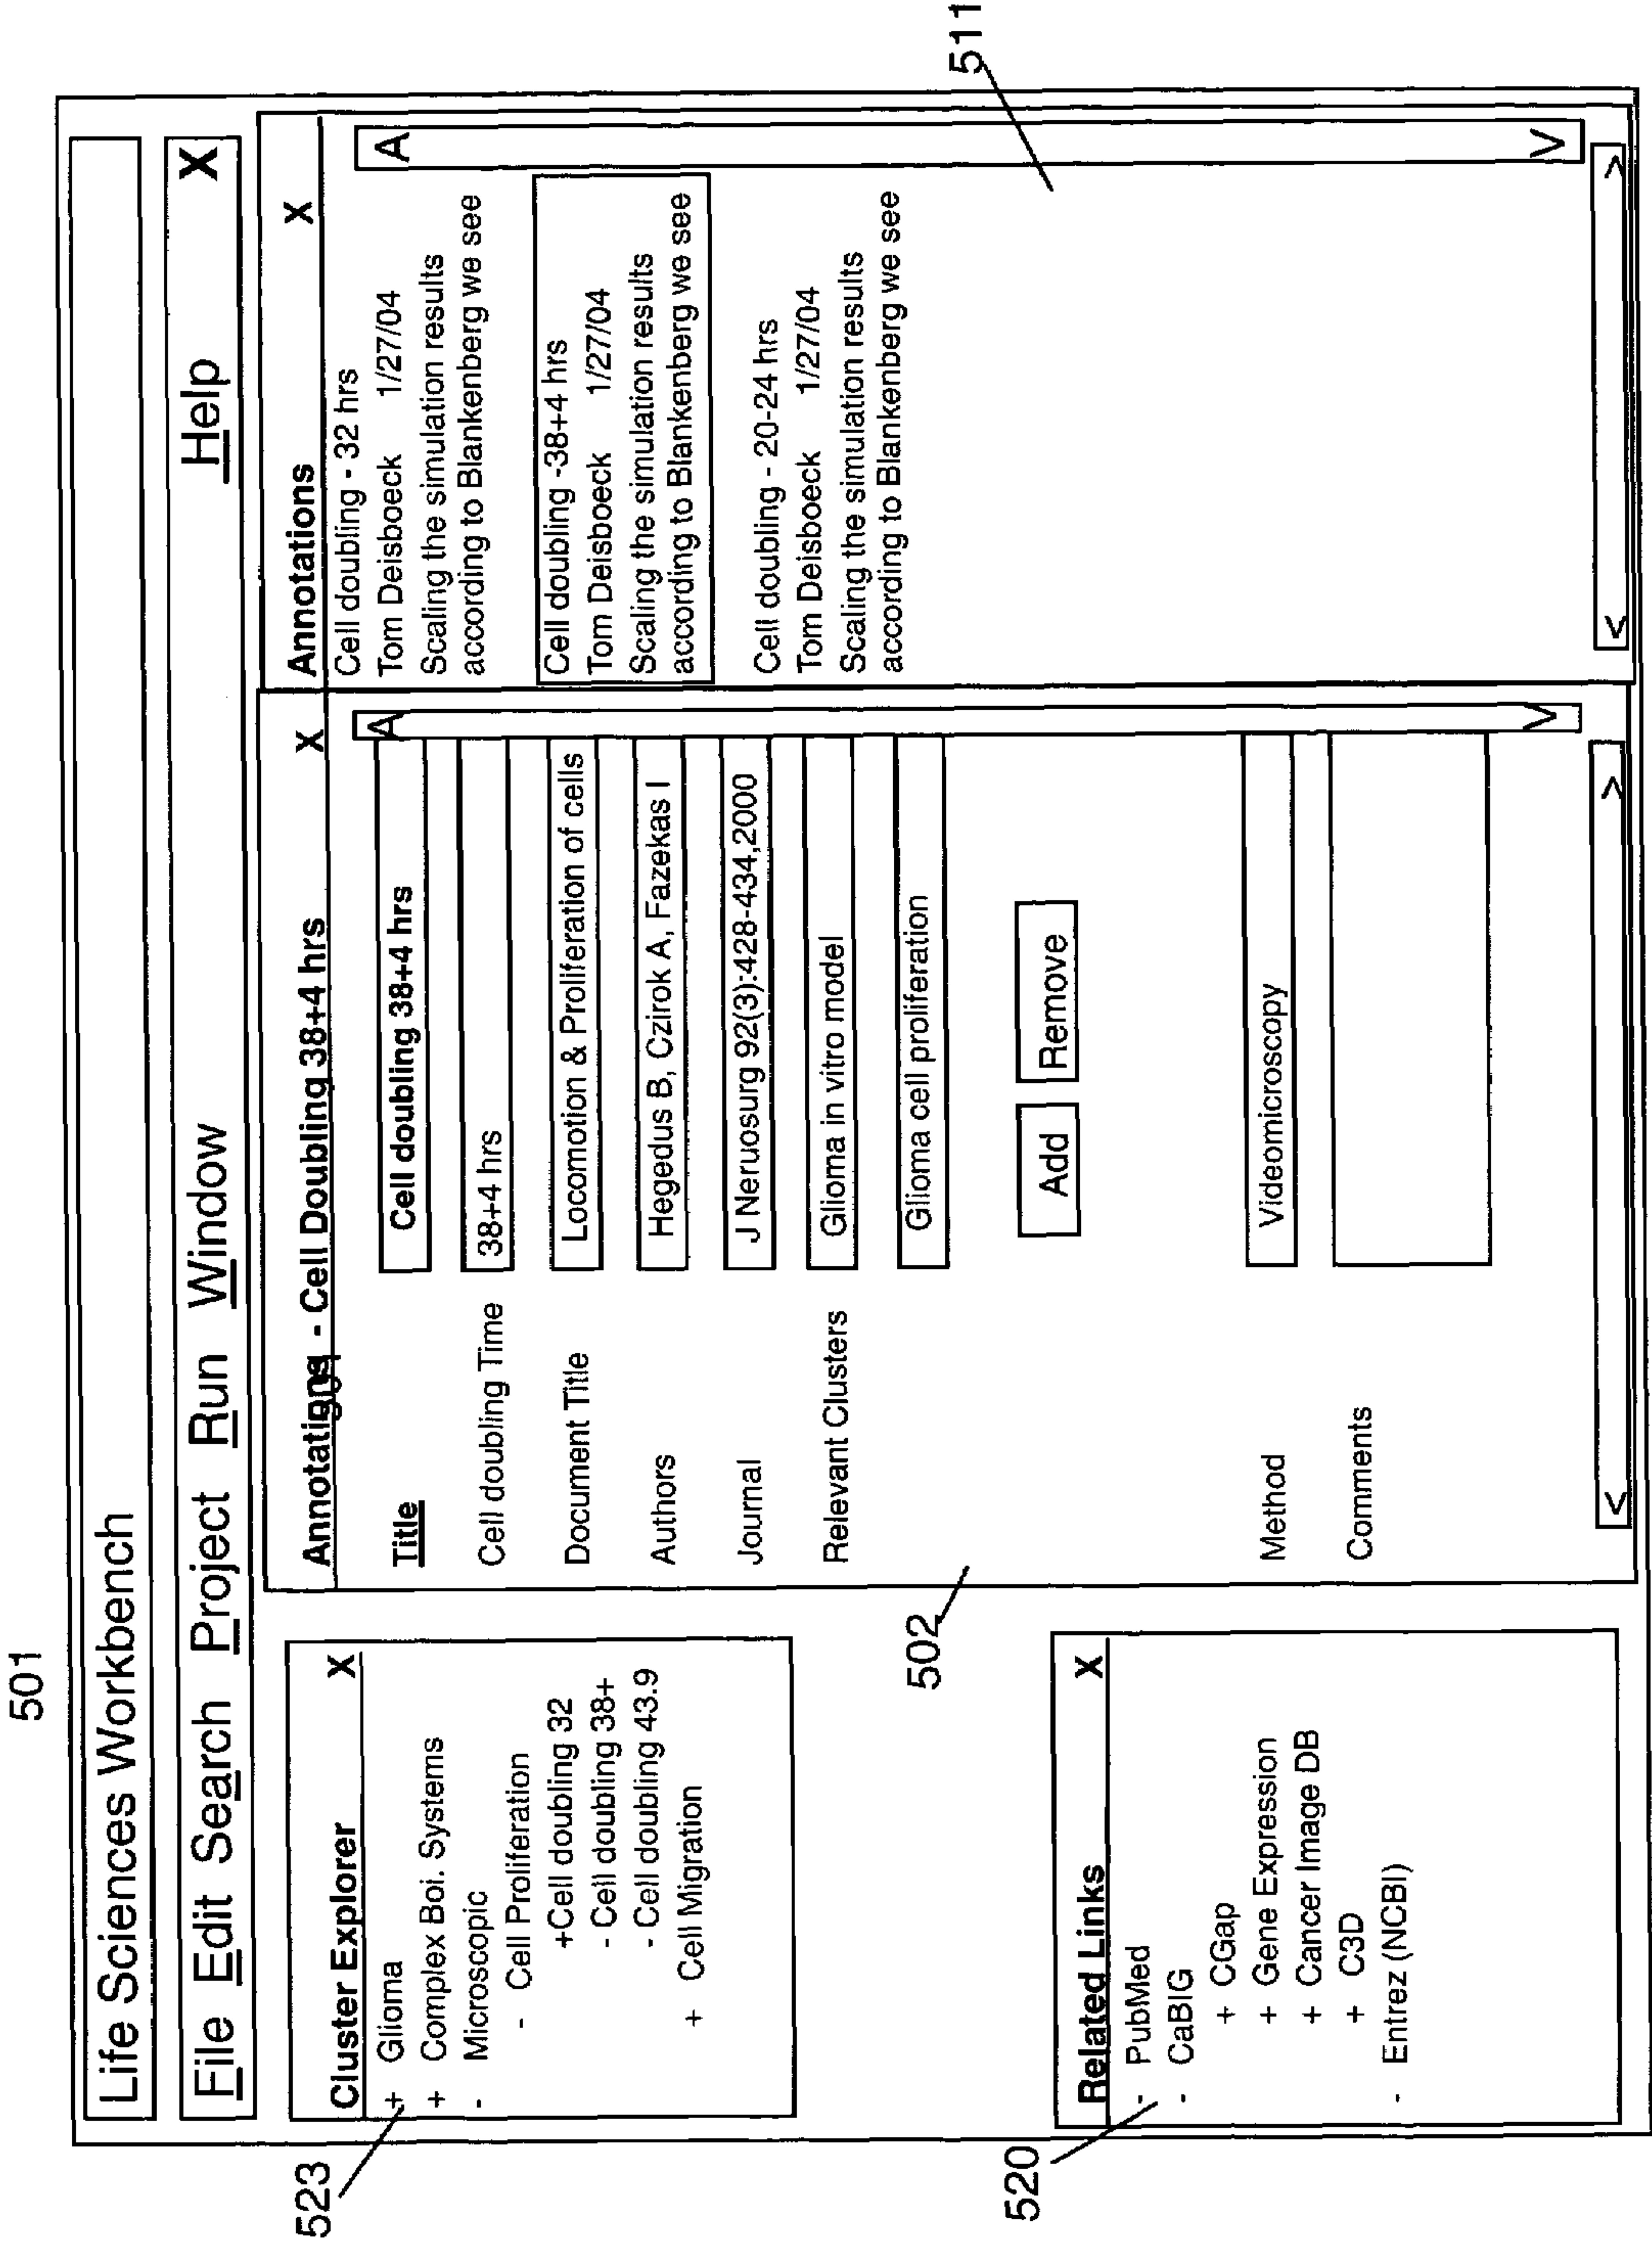 501
Life Sciences Workbench
File Edit Search Project Run Window Help X
Cluster Explorer X
+ Glioma
+ Complex Boi. Systems
- Microscopic
- Cell Proliferation
+Cell doubling 32
- Cell doubling 38+
- Cell doubling 43.9
+ Cell Migration
523
Related Links X
- PubMed
- CaBIG
+ CGap
+ Gene Expression
+ Cancer Image DB
+ C3D
- Entrez (NCBI)
520
Annotations - Cell Doubling 38+4 hrs X
Title Cell doubling 38+4 hrs
Cell doubling Time 38+4 hrs
Document Title Locomotion & Proliferation of cells
Authors Hegedus B, Czirok A, Fazekas I
Journal J Neruosurg 92(3):428-434,2000
Relevant Clusters Glioma in vitro model
Glioma cell proliferation
Add Remove
Method Videomicroscopy
Comments
A
V
< >
502
Annotations X
Cell doubling - 32 hrs
Tom Deisboeck 1/27/04
Scaling the simulation results
according to Blankenberg we see
Cell doubling -38+4 hrs
Tom Deisboeck 1/27/04
Scaling the simulation results
according to Blankenberg we see
Cell doubling - 20-24 hrs
Tom Deisboeck 1/27/04
Scaling the simulation results
according to Blankenberg we see
A
V
< >
511